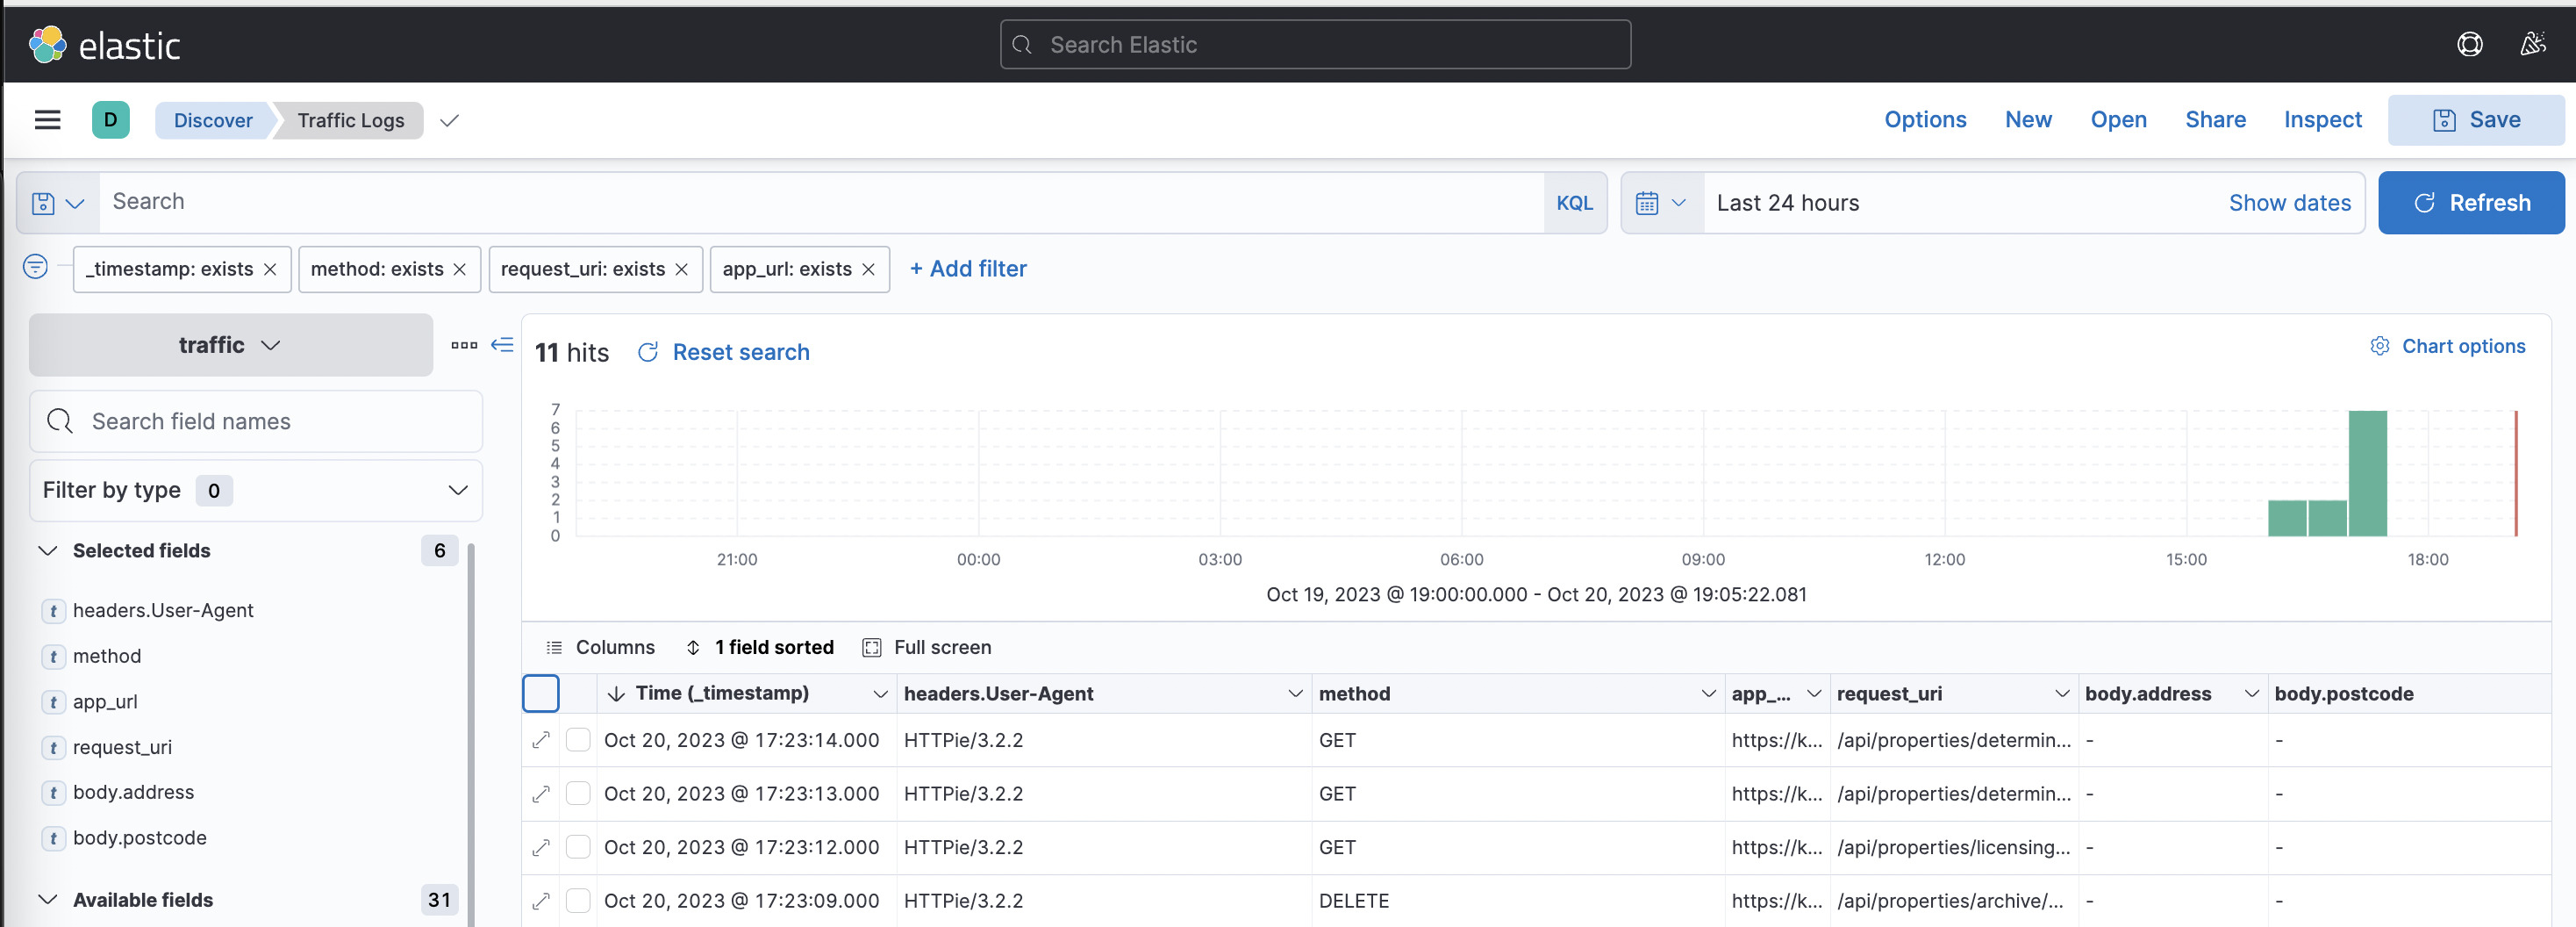 elastic
Search Elastic
D Discover Traffic Logs
Options New Open Share Inspect Save
Search KQL Last 24 hours Show dates Refresh
_timestamp: exists × method: exists × request_uri: exists × app_url: exists × + Add filter
traffic
11 hits Reset search Chart options
Search field names
Filter by type 0
Selected fields 6
t headers.User-Agent
t method
t app_url
t request_uri
t body.address
t body.postcode
Available fields 31
7
6
5
4
3
2
1
0
21:00 00:00 03:00 06:00 09:00 12:00 15:00 18:00
Oct 19, 2023 @ 19:00:00.000 - Oct 20, 2023 @ 19:05:22.081
Columns 1 field sorted Full screen
Time (_timestamp) headers.User-Agent method app_... request_uri body.address body.postcode
Oct 20, 2023 @ 17:23:14.000 HTTPie/3.2.2 GET https://k... /api/properties/determin... - -
Oct 20, 2023 @ 17:23:13.000 HTTPie/3.2.2 GET https://k... /api/properties/determin... - -
Oct 20, 2023 @ 17:23:12.000 HTTPie/3.2.2 GET https://k... /api/properties/licensing... - -
Oct 20, 2023 @ 17:23:09.000 HTTPie/3.2.2 DELETE https://k... /api/properties/archive/... - -